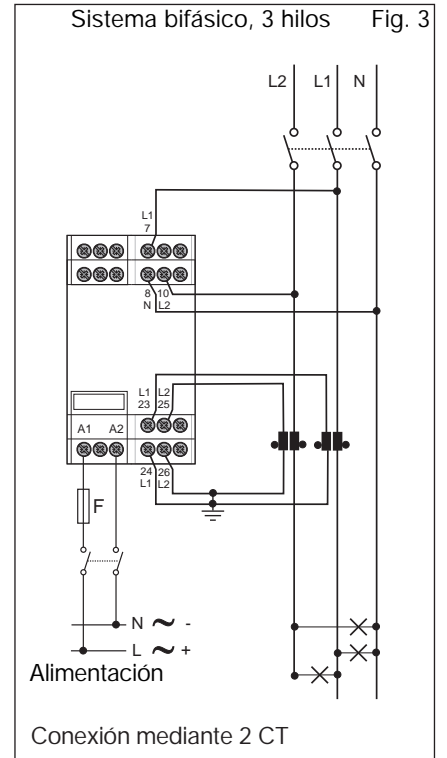 Sistema bifásico, 3 hilos Fig. 3
L2 L1 N
L1
7
8 10
N L2
L1 L2
23 25
A1 A2
24 26
L1 L2
F
N ~ -
L ~ +
Alimentación
Conexión mediante 2 CT